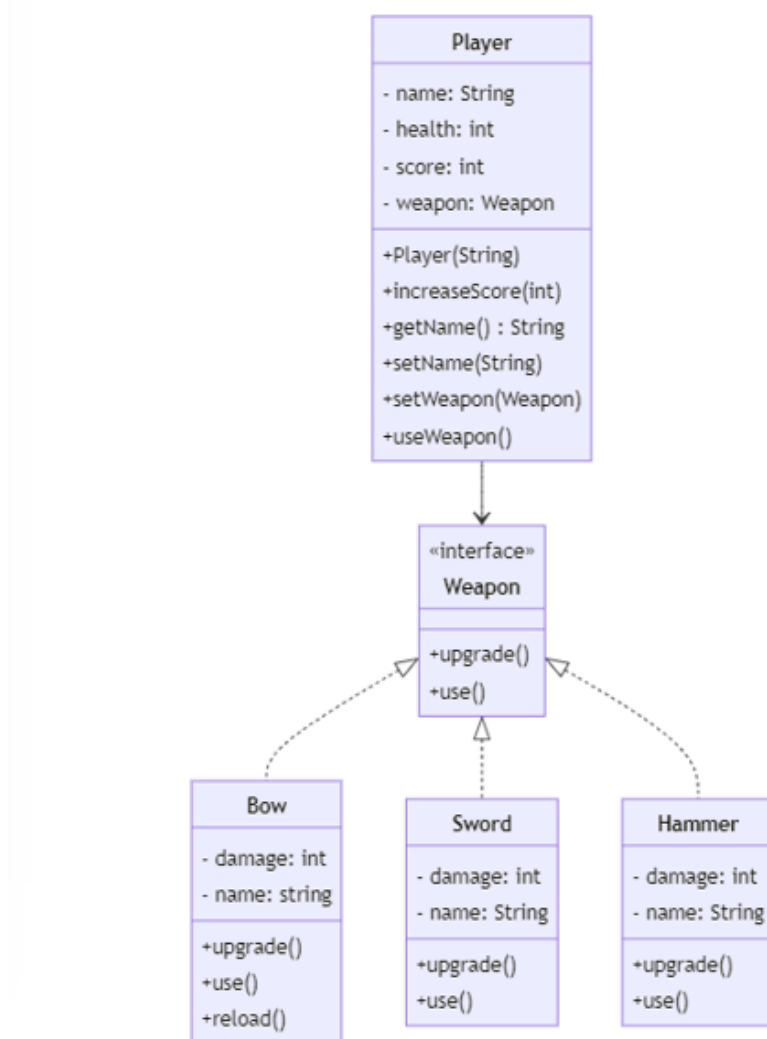 Player
- name: String
- health: int
- score: int
- weapon: Weapon
+Player(String)
+increaseScore(int)
+getName() : String
+setName(String)
+setWeapon(Weapon)
+useWeapon()
«interface»
Weapon
+upgrade()
+use()
Bow
- damage: int
- name: string
+upgrade()
+use()
+reload()
Sword
- damage: int
- name: String
+upgrade()
+use()
Hammer
- damage: int
- name: String
+upgrade()
+use()